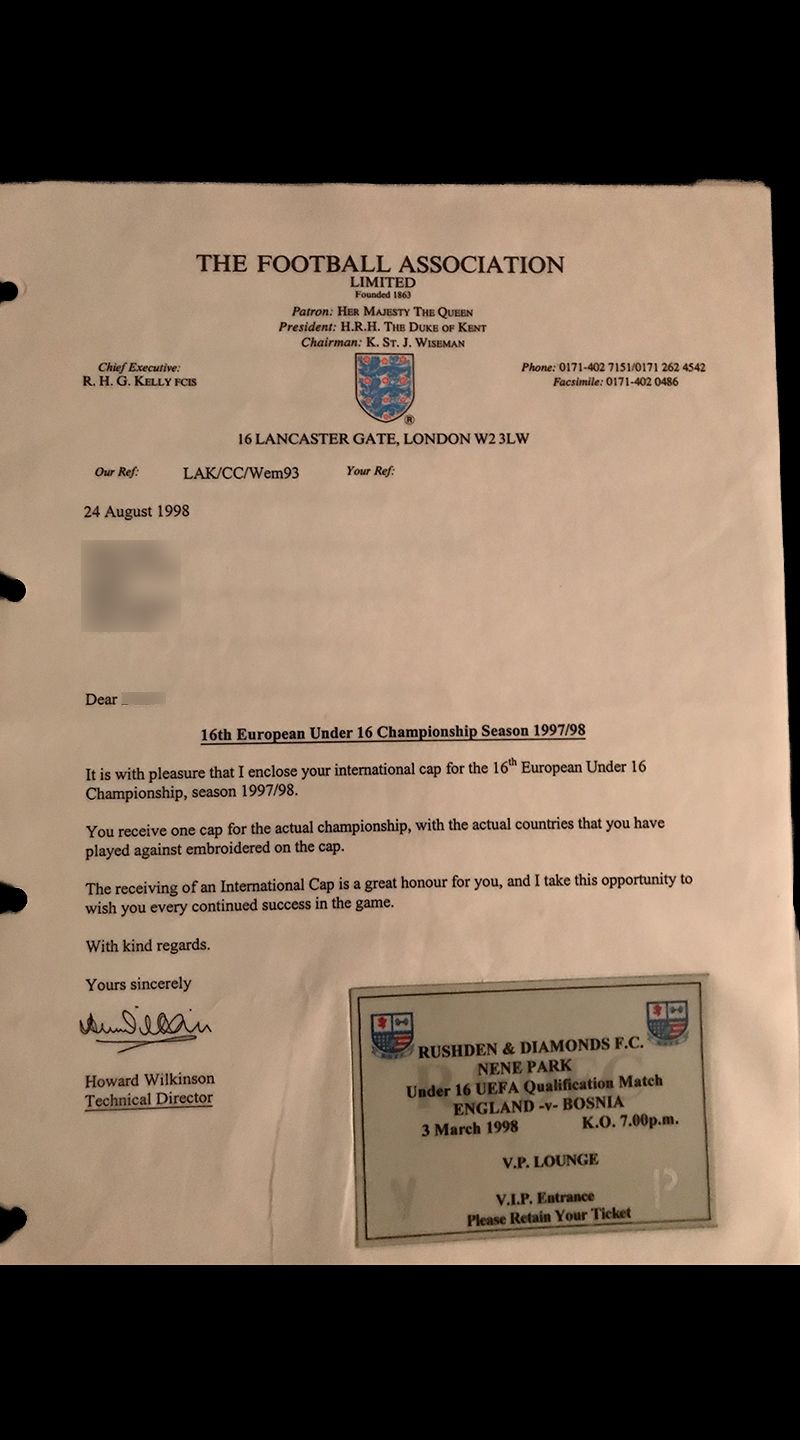 THE FOOTBALL ASSOCIATION
LIMITED
Founded 1863
Patron: HER MAJESTY THE QUEEN
President: H.R.H. THE DUKE OF KENT
Chairman: K. ST. J. WISEMAN
Chief Executive:
R. H. G. KELLY FCIS
Phone: 0171-402 7151/0171 262 4542
Facsimile: 0171-402 0486
®
16 LANCASTER GATE, LONDON W2 3LW
Our Ref: LAK/CC/Wem93 Your Ref:
24 August 1998
Dear
16th European Under 16 Championship Season 1997/98
It is with pleasure that I enclose your international cap for the 16th European Under 16
Championship, season 1997/98.
You receive one cap for the actual championship, with the actual countries that you have
played against embroidered on the cap.
The receiving of an International Cap is a great honour for you, and I take this opportunity to
wish you every continued success in the game.
With kind regards.
Yours sincerely
Howard Wilkinson
Technical Director
RUSHDEN & DIAMONDS F.C.
NENE PARK
Under 16 UEFA Qualification Match
ENGLAND -v- BOSNIA
3 March 1998 K.O. 7.00p.m.
V.P. LOUNGE
V.I.P. Entrance
Please Retain Your Ticket